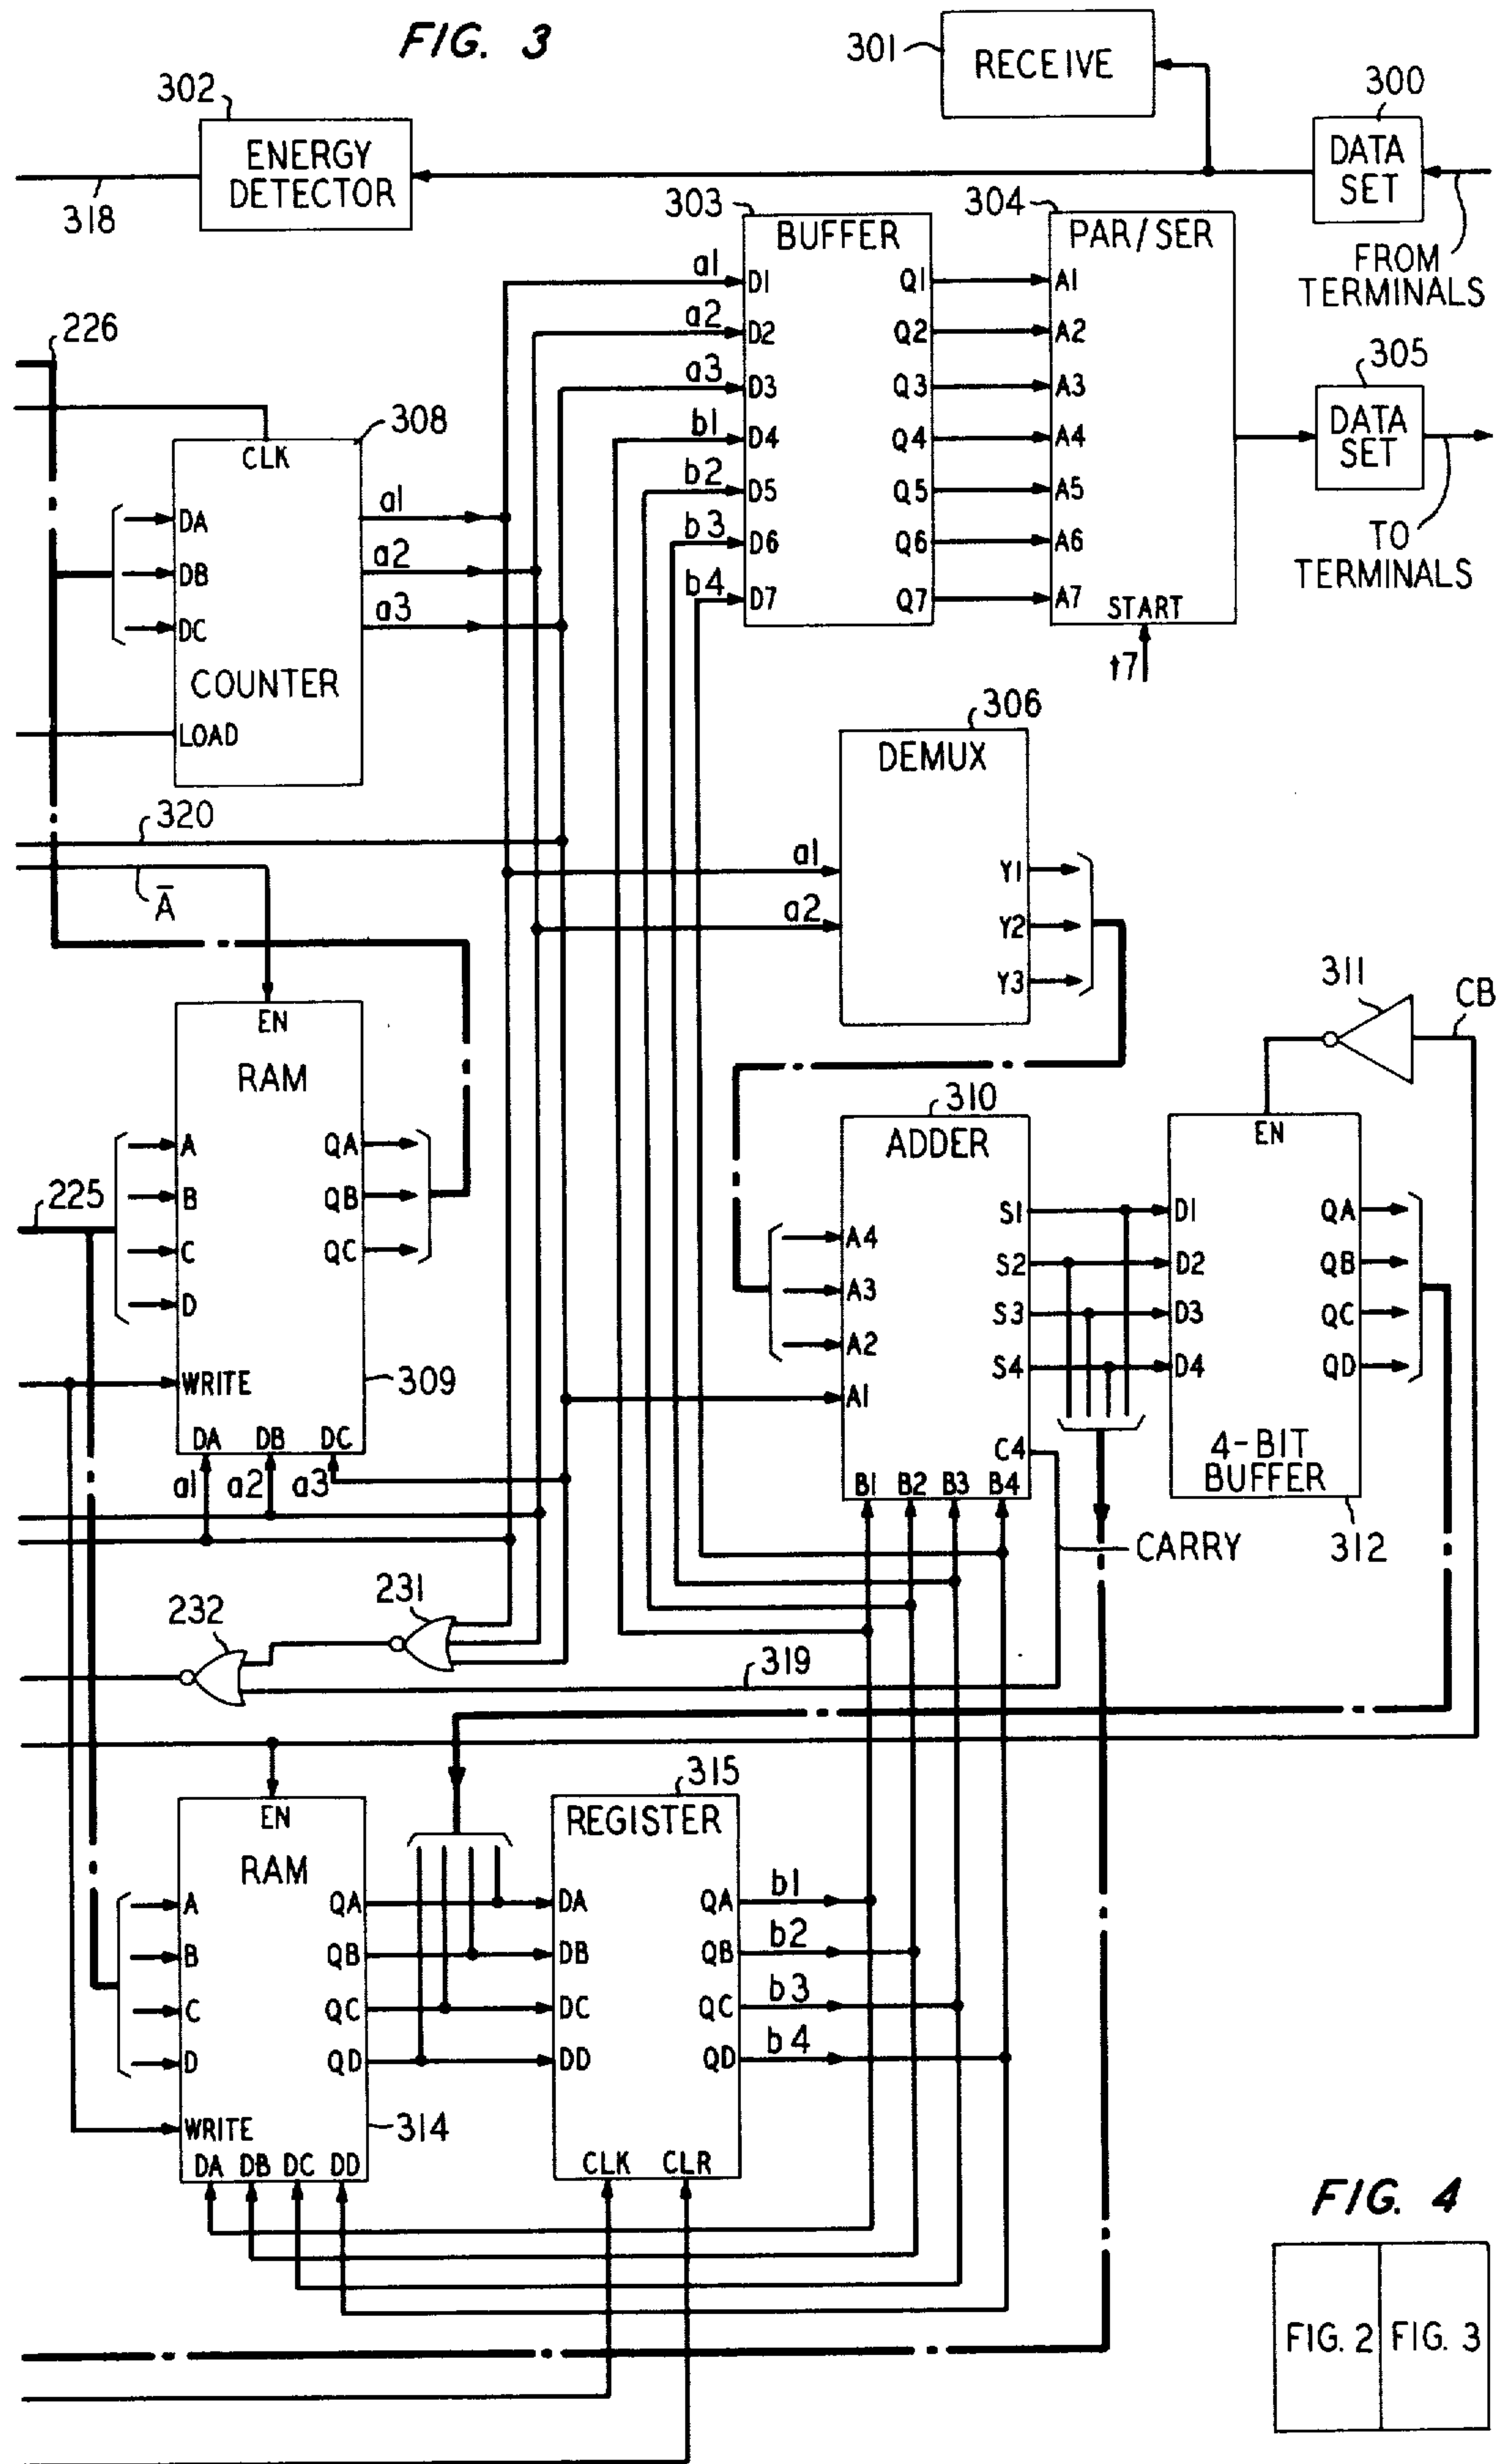 FIG. 3
301
RECEIVE
300
DATA
SET
FROM
TERMINALS
302
ENERGY
DETECTOR
318
303
BUFFER
304
PAR/SER
a1 D1 Q1 A1
a2 D2 Q2 A2
a3 D3 Q3 A3
b1 D4 Q4 A4
b2 D5 Q5 A5
b3 D6 Q6 A6
b4 D7 Q7 A7
START
t7
305
DATA
SET
TO
TERMINALS
226
308
CLK
DA a1
DB a2
DC a3
COUNTER
LOAD
320
A̅
306
DEMUX
a1 Y1
a2 Y2
Y3
EN
RAM
A QA
B QB
C QC
D
225
WRITE
309
DA DB DC
a1 a2 a3
310
ADDER
A4 S1
A3 S2
A2 S3
A1 S4
C4
B1 B2 B3 B4
CARRY
311
CB
EN
D1 QA
D2 QB
D3 QC
D4 QD
4-BIT
BUFFER
312
232
231
319
EN
RAM
A QA
B QB
C QC
D QD
WRITE
314
DA DB DC DD
315
REGISTER
DA QA b1
DB QB b2
DC QC b3
DD QD b4
CLK CLR
FIG. 4
FIG. 2 FIG. 3